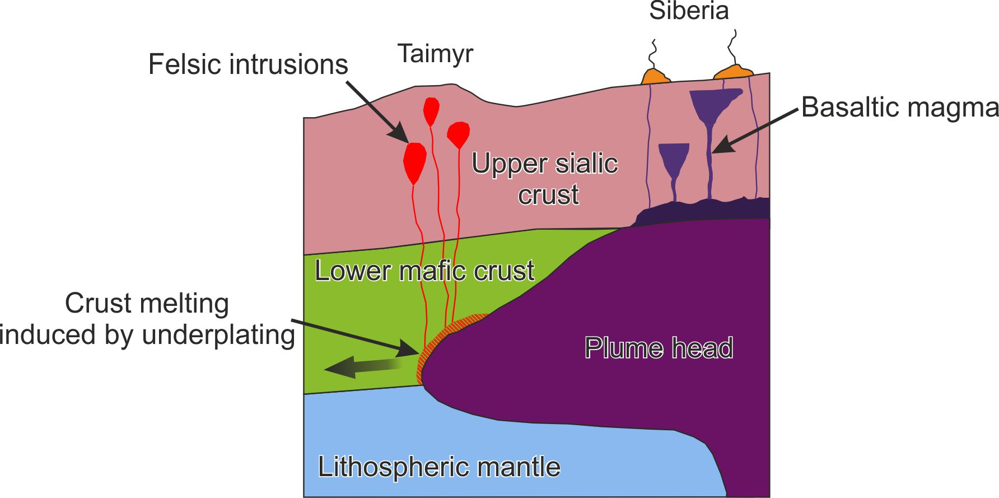 Siberia
Taimyr
Felsic intrusions
Basaltic magma
Upper sialic
crust
Lower mafic crust
Crust melting
induced by underplating
Plume head
Lithospheric mantle